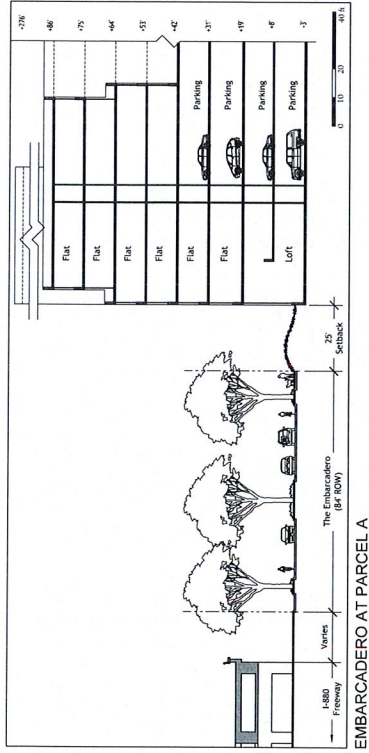 +276'
+86'
+75'
+64'
+53'
+42'
+31'
+19'
+8'
-3'
Flat
Flat
Flat
Flat
Flat Parking
Flat Parking
Parking
Loft Parking
0 10 20 40 ft
I-880
Freeway
Varies
The Embarcadero
(84' ROW)
25'
Setback
EMBARCADERO AT PARCEL A